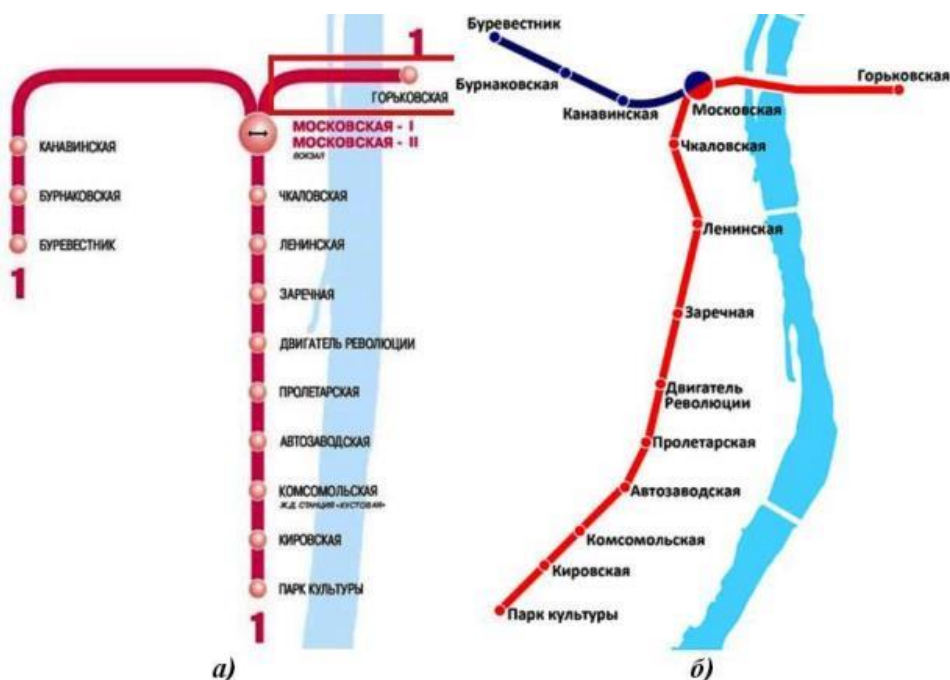 1
ГОРЬКОВСКАЯ
МОСКОВСКАЯ - I
МОСКОВСКАЯ - II
ВОКЗАЛ
КАНАВИНСКАЯ
БУРНАКОВСКАЯ
БУРЕВЕСТНИК
1
ЧКАЛОВСКАЯ
ЛЕНИНСКАЯ
ЗАРЕЧНАЯ
ДВИГАТЕЛЬ РЕВОЛЮЦИИ
ПРОЛЕТАРСКАЯ
АВТОЗАВОДСКАЯ
КОМСОМОЛЬСКАЯ
Ж.Д. СТАНЦИЯ «КУСТОВАЯ»
КИРОВСКАЯ
ПАРК КУЛЬТУРЫ
1
а)
Буревестник
Бурнаковская
Канавинская
Московская
Горьковская
Чкаловская
Ленинская
Заречная
Двигатель
Революции
Пролетарская
Автозаводская
Комсомольская
Кировская
Парк культуры
б)